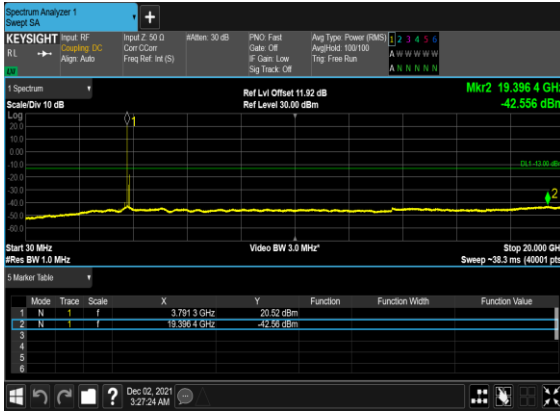 Spectrum Analyzer 1
Swept SA
+
KEYSIGHT Input: RF Input Z: 50 Ω #Atten: 30 dB PNO: Fast Avg Type: Power (RMS) 1 2 3 4 5 6
RL Coupling: DC Corr CCorr Gate: Off Avg|Hold: 100/100 A W W W W W
Align: Auto Freq Ref: Int (S) IF Gain: Low Trig: Free Run
Sig Track: Off A N N N N N
1 Spectrum Ref Lvl Offset 11.92 dB Mkr2 19.396 4 GHz
Scale/Div 10 dB Ref Level 30.00 dBm -42.556 dBm
Log
20.0
10.0
0.00
-10.0
-20.0
-30.0
-40.0
-50.0
-60.0
1
DL1 -13.00 dBm
2
Start 30 MHz Video BW 3.0 MHz* Stop 20.000 GHz
#Res BW 1.0 MHz Sweep ~38.3 ms (40001 pts)
5 Marker Table
Mode Trace Scale X Y Function Function Width Function Value
1 N 1 f 3.791 3 GHz 20.52 dBm
2 N 1 f 19.396 4 GHz -42.56 dBm
3
4
5
6
? Dec 02, 2021
3:27:24 AM